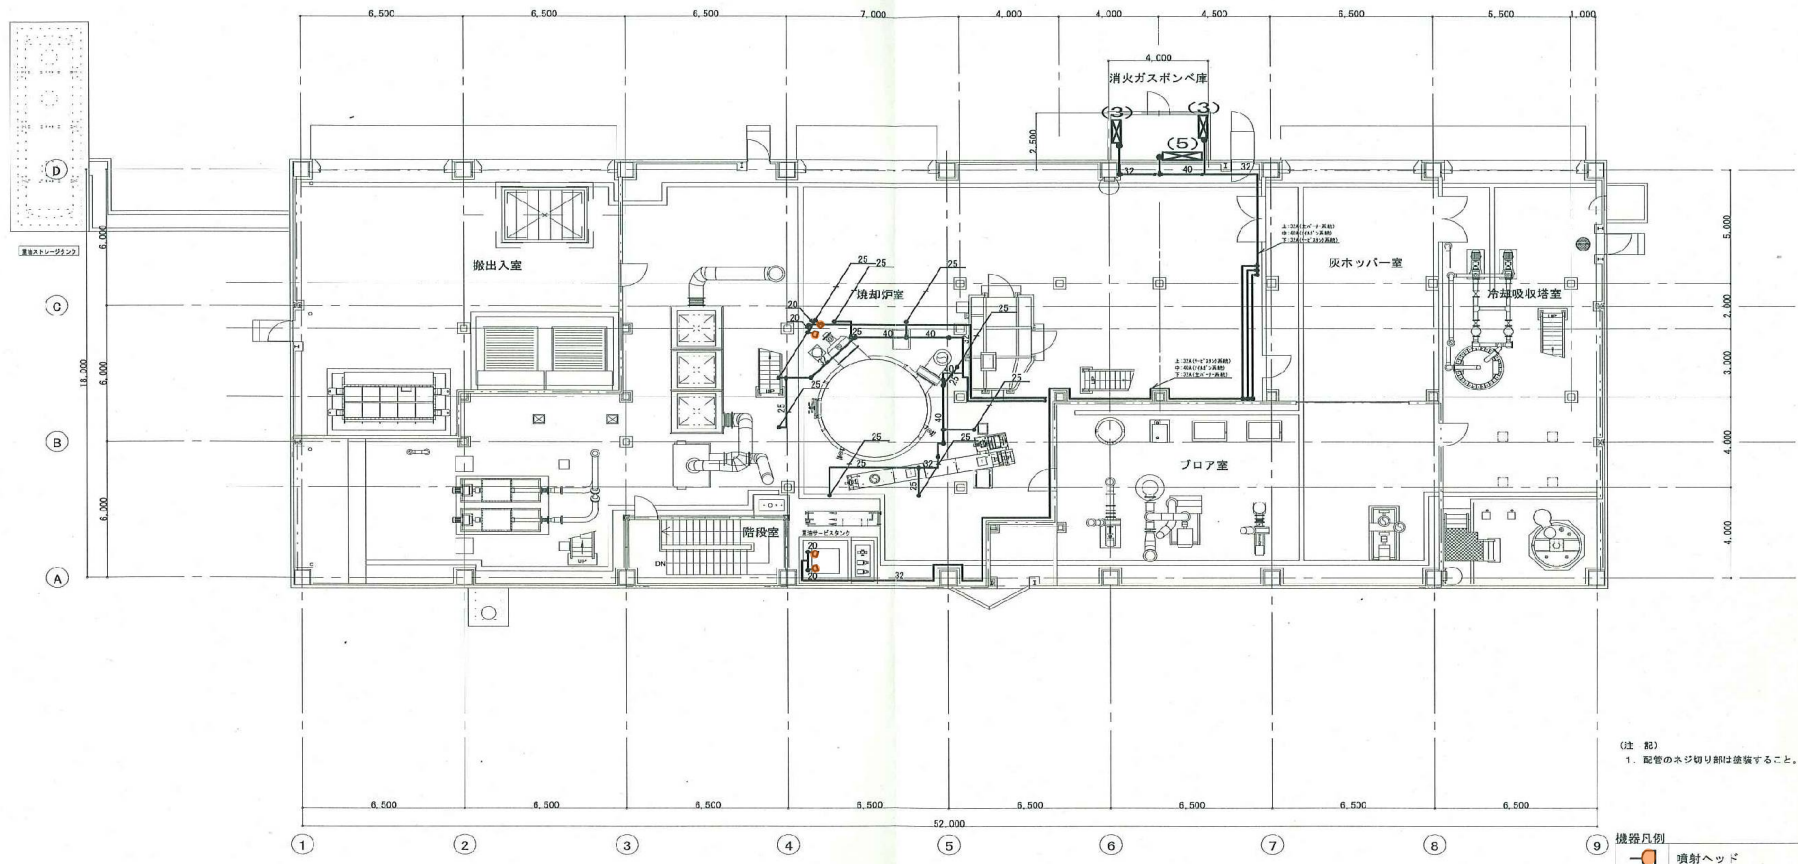 6,500 6,500 6,500 7,000 4,000 4,000 4,500 6,500 5,500 1,000
4,000
消火ガスボンベ庫
(3) (3)
(5)
2,500
D
32 40 32
重油ストレージタンク
6,000
5,000
搬出入室
灰ホッパー室
25 25 25
焼却炉室
冷却吸収塔室
C
20 25
20 25 40 40
2,000
18,000
6,000
3,000
25 40 25 25
UP
25 40
B
25 25
25 32
ブロア室
4,000
25
6,000
階段室
重油サービスタンク
4,000
UP
20
DN
20 32
A
(注 記)
1. 配管のネジ切り部は塗装すること。
6,500 6,500 6,500 6,500 6,500 6,500 6,500 6,500
52,000
1 2 3 4 5 6 7 8 9
機器凡例
噴射ヘッド